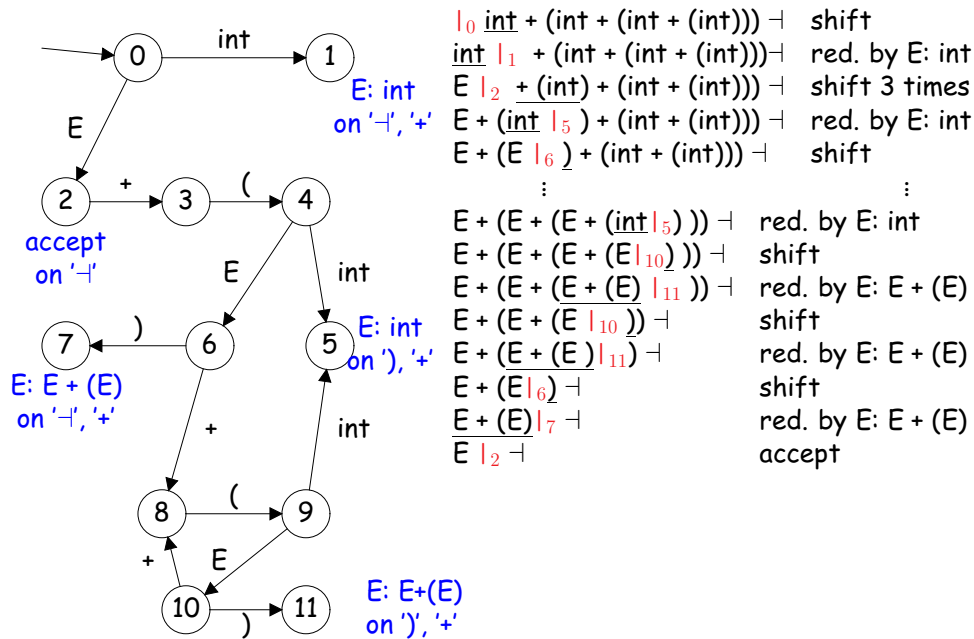 |0 int + (int + (int + (int))) ⊣ shift
int |1 + (int + (int + (int)))⊣ red. by E: int
E |2 + (int) + (int + (int))) ⊣ shift 3 times
E + (int |5 ) + (int + (int))) ⊣ red. by E: int
E + (E |6 ) + (int + (int))) ⊣ shift
⋮ ⋮
E + (E + (E + (int|5) )) ⊣ red. by E: int
E + (E + (E + (E|10) )) ⊣ shift
E + (E + (E + (E) |11 )) ⊣ red. by E: E + (E)
E + (E + (E |10 )) ⊣ shift
E + (E + (E )|11) ⊣ red. by E: E + (E)
E + (E|6) ⊣ shift
E + (E)|7 ⊣ red. by E: E + (E)
E |2 ⊣ accept
0
int
1
E: int
on '⊣', '+'
E
2
+
3
(
4
accept
on '⊣'
E
int
7
)
6
5
E: int
on '), '+'
E: E + (E)
on '⊣', '+'
+
int
8
(
9
+
E
10
)
11
E: E+(E)
on ')', '+'